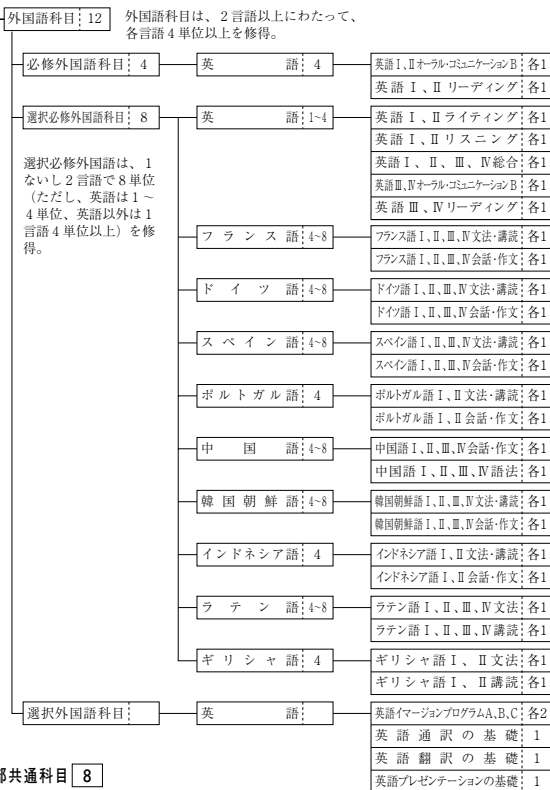 外国語科目 12 外国語科目は、2言語以上にわたって、
各言語4単位以上を修得。
必修外国語科目 4 英語 4 英語Ⅰ、Ⅱオーラル・コミュニケーションB 各1
英語Ⅰ、Ⅱリーディング 各1
選択必修外国語科目 8 英語 1~4 英語Ⅰ、Ⅱライティング 各1
英語Ⅰ、Ⅱリスニング 各1
英語Ⅰ、Ⅱ、Ⅲ、Ⅳ総合 各1
英語Ⅲ、Ⅳオーラル・コミュニケーションB 各1
英語Ⅲ、Ⅳリーディング 各1
選択必修外国語は、1
ないし2言語で8単位
(ただし、英語は1~
4単位、英語以外は1
言語4単位以上)を修
得。
フランス語 4~8 フランス語Ⅰ、Ⅱ、Ⅲ、Ⅳ文法・講読 各1
フランス語Ⅰ、Ⅱ、Ⅲ、Ⅳ会話・作文 各1
ドイツ語 4~8 ドイツ語Ⅰ、Ⅱ、Ⅲ、Ⅳ文法・講読 各1
ドイツ語Ⅰ、Ⅱ、Ⅲ、Ⅳ会話・作文 各1
スペイン語 4~8 スペイン語Ⅰ、Ⅱ、Ⅲ、Ⅳ文法・講読 各1
スペイン語Ⅰ、Ⅱ、Ⅲ、Ⅳ会話・作文 各1
ポルトガル語 4 ポルトガル語Ⅰ、Ⅱ文法・講読 各1
ポルトガル語Ⅰ、Ⅱ会話・作文 各1
中国語 4~8 中国語Ⅰ、Ⅱ、Ⅲ、Ⅳ会話・作文 各1
中国語Ⅰ、Ⅱ、Ⅲ、Ⅳ語法 各1
韓国朝鮮語 4~8 韓国朝鮮語Ⅰ、Ⅱ、Ⅲ、Ⅳ文法・講読 各1
韓国朝鮮語Ⅰ、Ⅱ、Ⅲ、Ⅳ会話・作文 各1
インドネシア語 4 インドネシア語Ⅰ、Ⅱ文法・講読 各1
インドネシア語Ⅰ、Ⅱ会話・作文 各1
ラテン語 4~8 ラテン語Ⅰ、Ⅱ、Ⅲ、Ⅳ文法 各1
ラテン語Ⅰ、Ⅱ、Ⅲ、Ⅳ講読 各1
ギリシャ語 4 ギリシャ語Ⅰ、Ⅱ文法 各1
ギリシャ語Ⅰ、Ⅱ講読 各1
選択外国語科目 英語 英語イマージョンプログラムA、B、C 各2
英語通訳の基礎 1
英語翻訳の基礎 1
英語プレゼンテーションの基礎 1
部共通科目 8